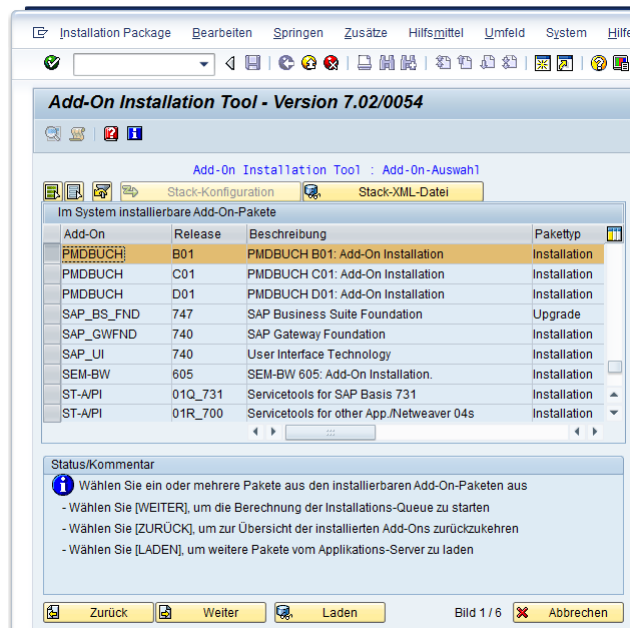 Installation Package Bearbeiten Springen Zusätze Hilfsmittel Umfeld System Hilfe
Add-On Installation Tool - Version 7.02/0054
Add-On Installation Tool : Add-On-Auswahl
Stack-Konfiguration Stack-XML-Datei
Im System installierbare Add-On-Pakete
Add-On Release Beschreibung Pakettyp
PMDBUCH B01 PMDBUCH B01: Add-On Installation Installation
PMDBUCH C01 PMDBUCH C01: Add-On Installation Installation
PMDBUCH D01 PMDBUCH D01: Add-On Installation Installation
SAP_BS_FND 747 SAP Business Suite Foundation Upgrade
SAP_GWFND 740 SAP Gateway Foundation Installation
SAP_UI 740 User Interface Technology Installation
SEM-BW 605 SEM-BW 605: Add-On Installation. Installation
ST-A/PI 01Q_731 Servicetools for SAP Basis 731 Installation
ST-A/PI 01R_700 Servicetools for other App./Netweaver 04s Installation
Status/Kommentar
Wählen Sie ein oder mehrere Pakete aus den installierbaren Add-On-Paketen aus
- Wählen Sie [WEITER], um die Berechnung der Installations-Queue zu starten
- Wählen Sie [ZURÜCK], um zur Übersicht der installierten Add-Ons zurückzukehren
- Wählen Sie [LADEN], um weitere Pakete vom Applikations-Server zu laden
Zurück Weiter Laden Bild 1 / 6 Abbrechen